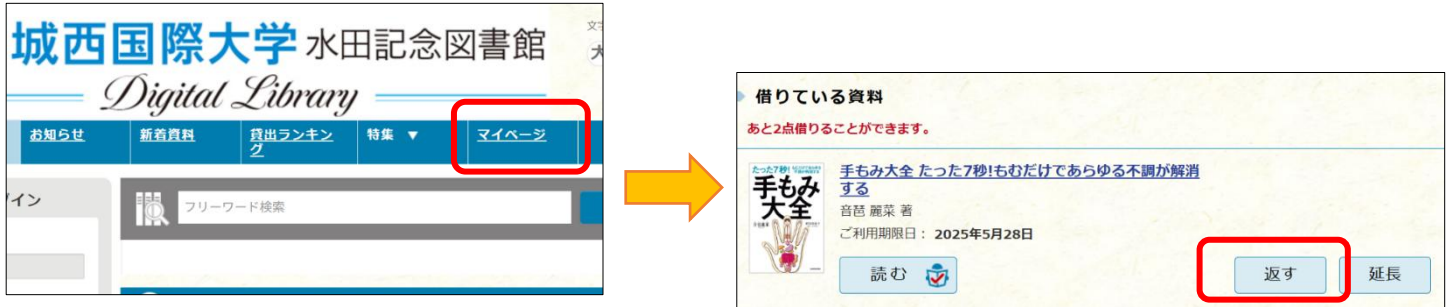 城西国際大学 水田記念図書館
Digital Library
お知らせ
新着資料
貸出ランキング
特集 ▼
マイページ
イン
フリーワード検索
借りている資料
あと2点借りることができます。
たった7秒!
手もみ
大全
手もみ大全 たった7秒!もむだけであらゆる不調が解消
する
音琶 麗菜 著
ご利用期限日： 2025年5月28日
読む
返す
延長